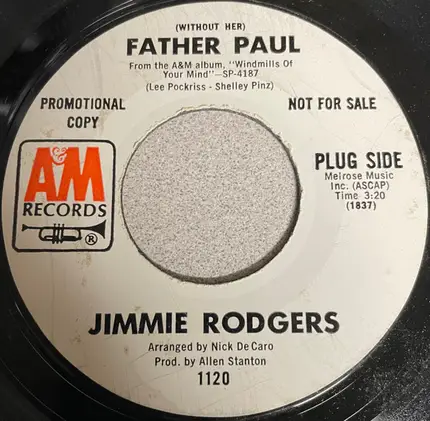 (WITHOUT HER)
FATHER PAUL
From the A&M album, "Windmills Of
Your Mind"—SP-4187
(Lee Pockriss - Shelley Pinz)
PROMOTIONAL
COPY
NOT FOR SALE
A&M
RECORDS
®
PLUG SIDE
Melrose Music
Inc. (ASCAP)
Time 3:20
(1837)
JIMMIE RODGERS
Arranged by Nick De Caro
Prod. by Allen Stanton
1120